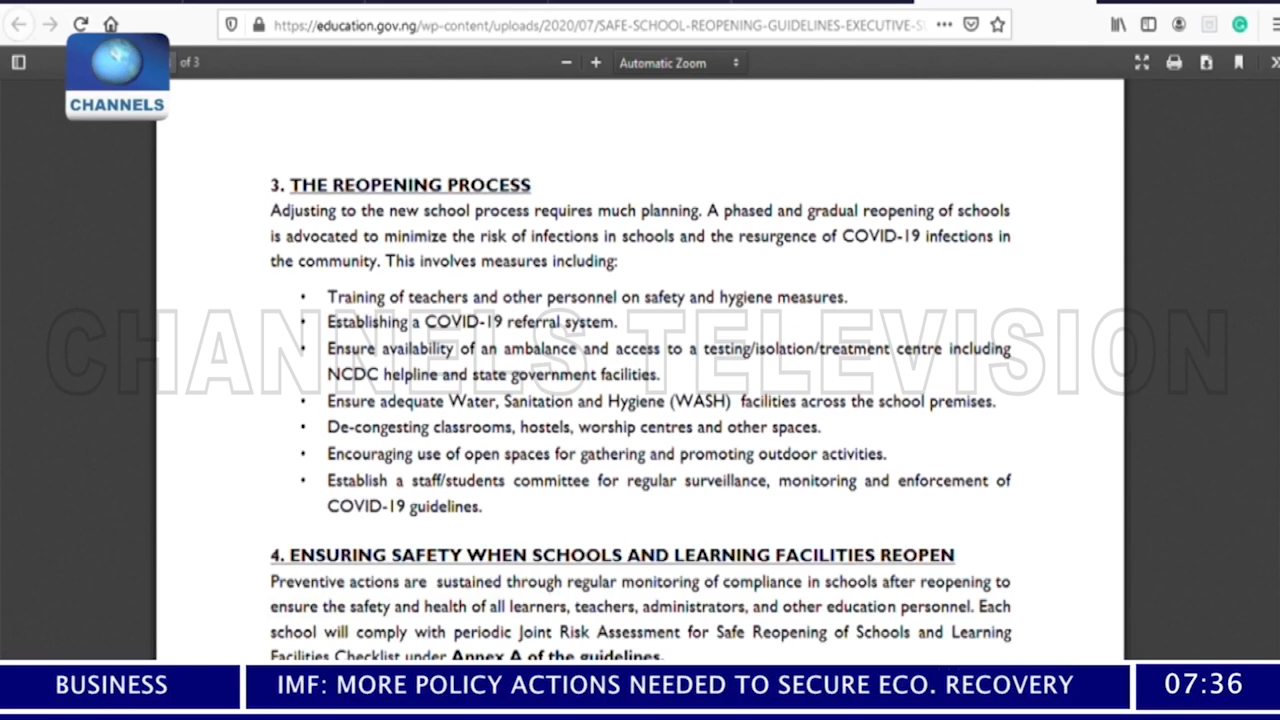 https://education.gov.ng/wp-content/uploads/2020/07/SAFE-SCHOOL-REOPENING-GUIDELINES-EXECUTIVE-
of 3
Automatic Zoom
CHANNELS
3. THE REOPENING PROCESS
Adjusting to the new school process requires much planning. A phased and gradual reopening of schools
is advocated to minimize the risk of infections in schools and the resurgence of COVID-19 infections in
the community. This involves measures including:
• Training of teachers and other personnel on safety and hygiene measures.
• Establishing a COVID-19 referral system.
• Ensure availability of an ambalance and access to a testing/isolation/treatment centre including
NCDC helpline and state government facilities.
• Ensure adequate Water, Sanitation and Hygiene (WASH) facilities across the school premises.
• De-congesting classrooms, hostels, worship centres and other spaces.
• Encouraging use of open spaces for gathering and promoting outdoor activities.
• Establish a staff/students committee for regular surveillance, monitoring and enforcement of
COVID-19 guidelines.
CHANNELS TELEVISION
4. ENSURING SAFETY WHEN SCHOOLS AND LEARNING FACILITIES REOPEN
Preventive actions are sustained through regular monitoring of compliance in schools after reopening to
ensure the safety and health of all learners, teachers, administrators, and other education personnel. Each
school will comply with periodic Joint Risk Assessment for Safe Reopening of Schools and Learning
Facilities Checklist under Annex A of the guidelines.
BUSINESS
IMF: MORE POLICY ACTIONS NEEDED TO SECURE ECO. RECOVERY
07:36